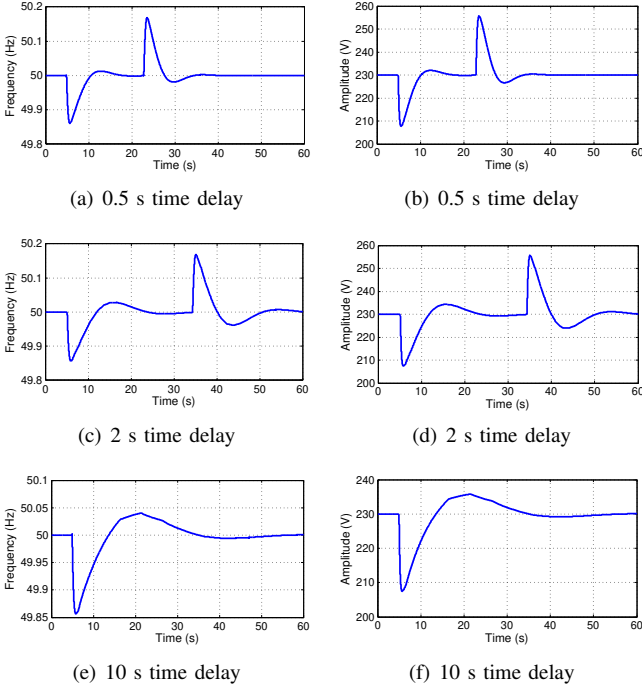 50.2
50.1
50
49.9
49.8
Frequency (Hz)
0 10 20 30 40 50 60
Time (s)
(a) 0.5 s time delay
260
250
240
230
220
210
200
Amplitude (V)
0 10 20 30 40 50 60
Time (s)
(b) 0.5 s time delay
50.2
50.1
50
49.9
49.8
Frequency (Hz)
0 10 20 30 40 50 60
Time (s)
(c) 2 s time delay
260
250
240
230
220
210
200
Amplitude (V)
0 10 20 30 40 50 60
Time (s)
(d) 2 s time delay
50.1
50.05
50
49.95
49.9
49.85
Frequency (Hz)
0 10 20 30 40 50 60
Time (s)
(e) 10 s time delay
240
230
220
210
200
Amplitude (V)
0 10 20 30 40 50 60
Time (s)
(f) 10 s time delay